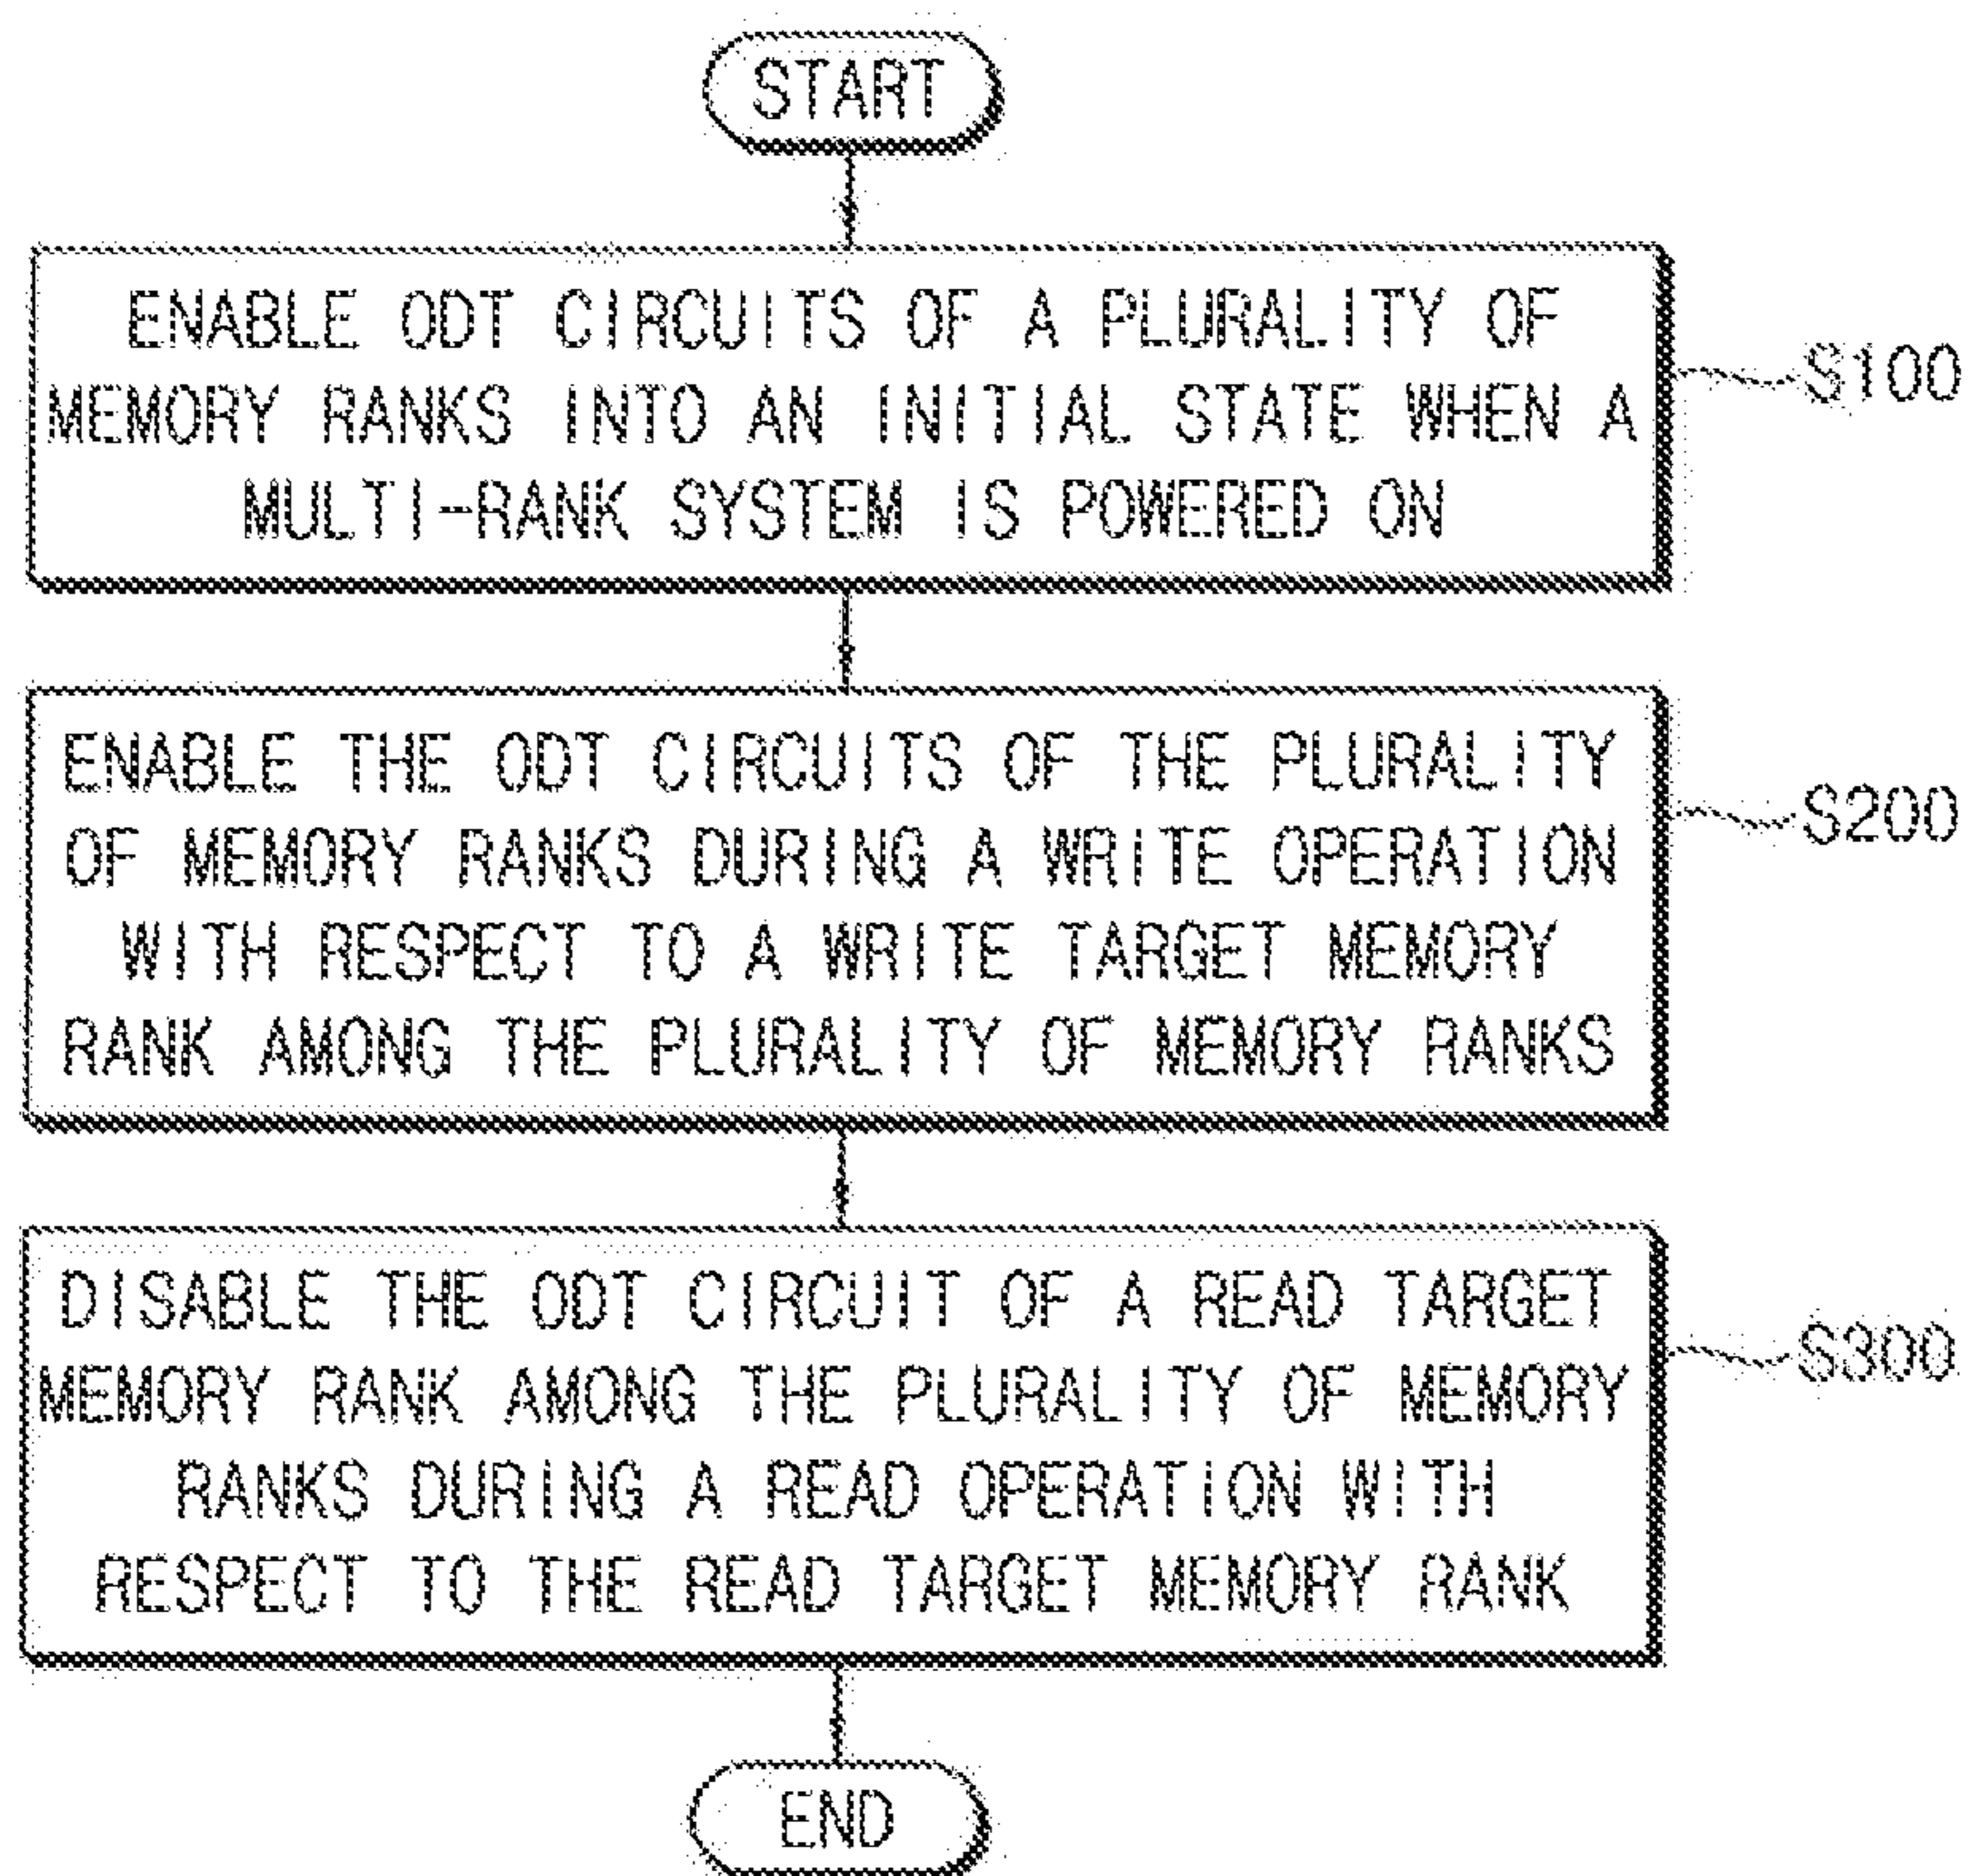 START
ENABLE ODT CIRCUITS OF A PLURALITY OF
MEMORY RANKS INTO AN INITIAL STATE WHEN A
MULTI-RANK SYSTEM IS POWERED ON
S100
ENABLE THE ODT CIRCUITS OF THE PLURALITY
OF MEMORY RANKS DURING A WRITE OPERATION
WITH RESPECT TO A WRITE TARGET MEMORY
RANK AMONG THE PLURALITY OF MEMORY RANKS
S200
DISABLE THE ODT CIRCUIT OF A READ TARGET
MEMORY RANK AMONG THE PLURALITY OF MEMORY
RANKS DURING A READ OPERATION WITH
RESPECT TO THE READ TARGET MEMORY RANK
S300
END